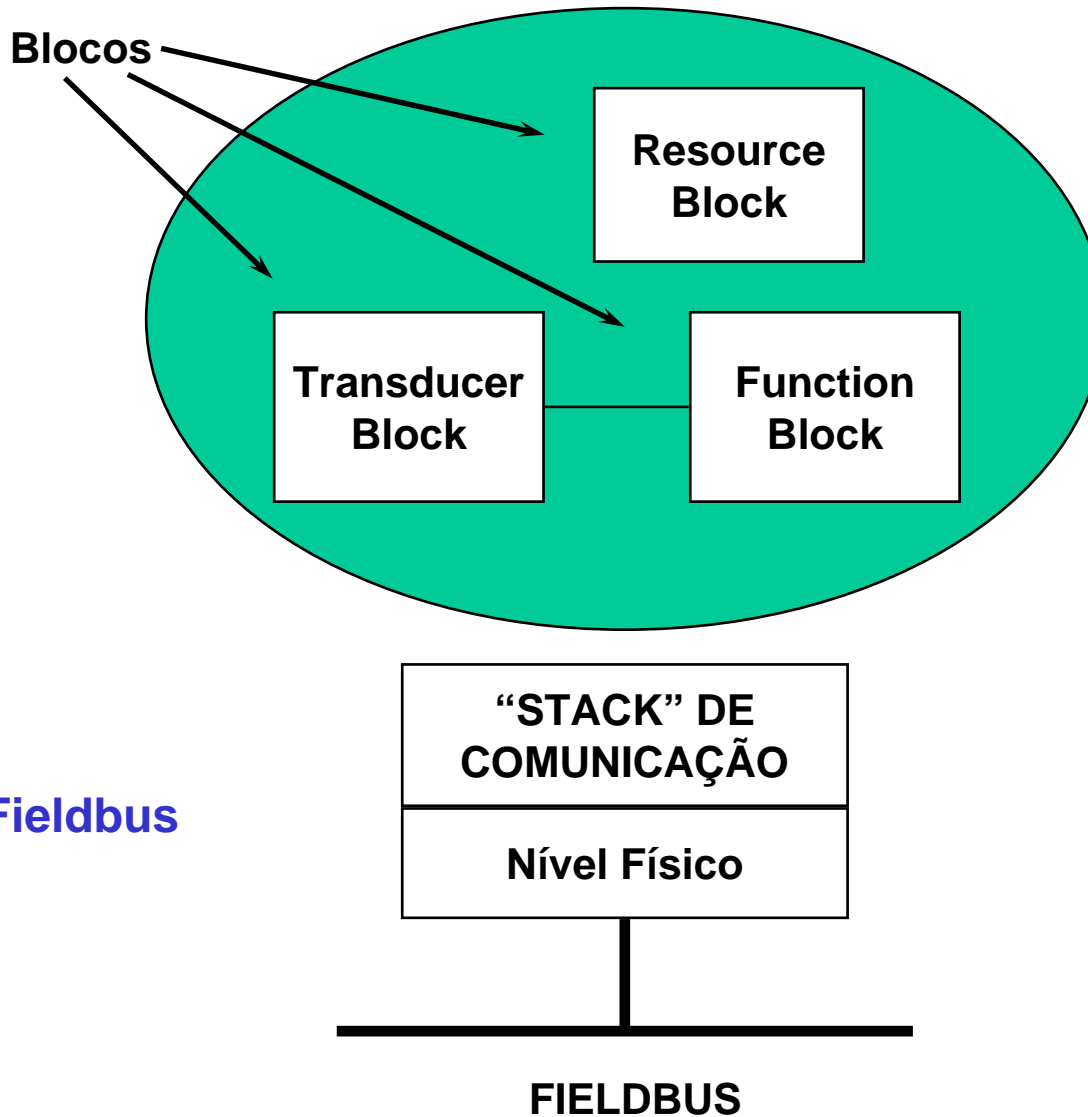 Blocos
Resource
Block
Transducer
Block
Function
Block
“STACK” DE
COMUNICAÇÃO
Fieldbus
Nível Físico
FIELDBUS